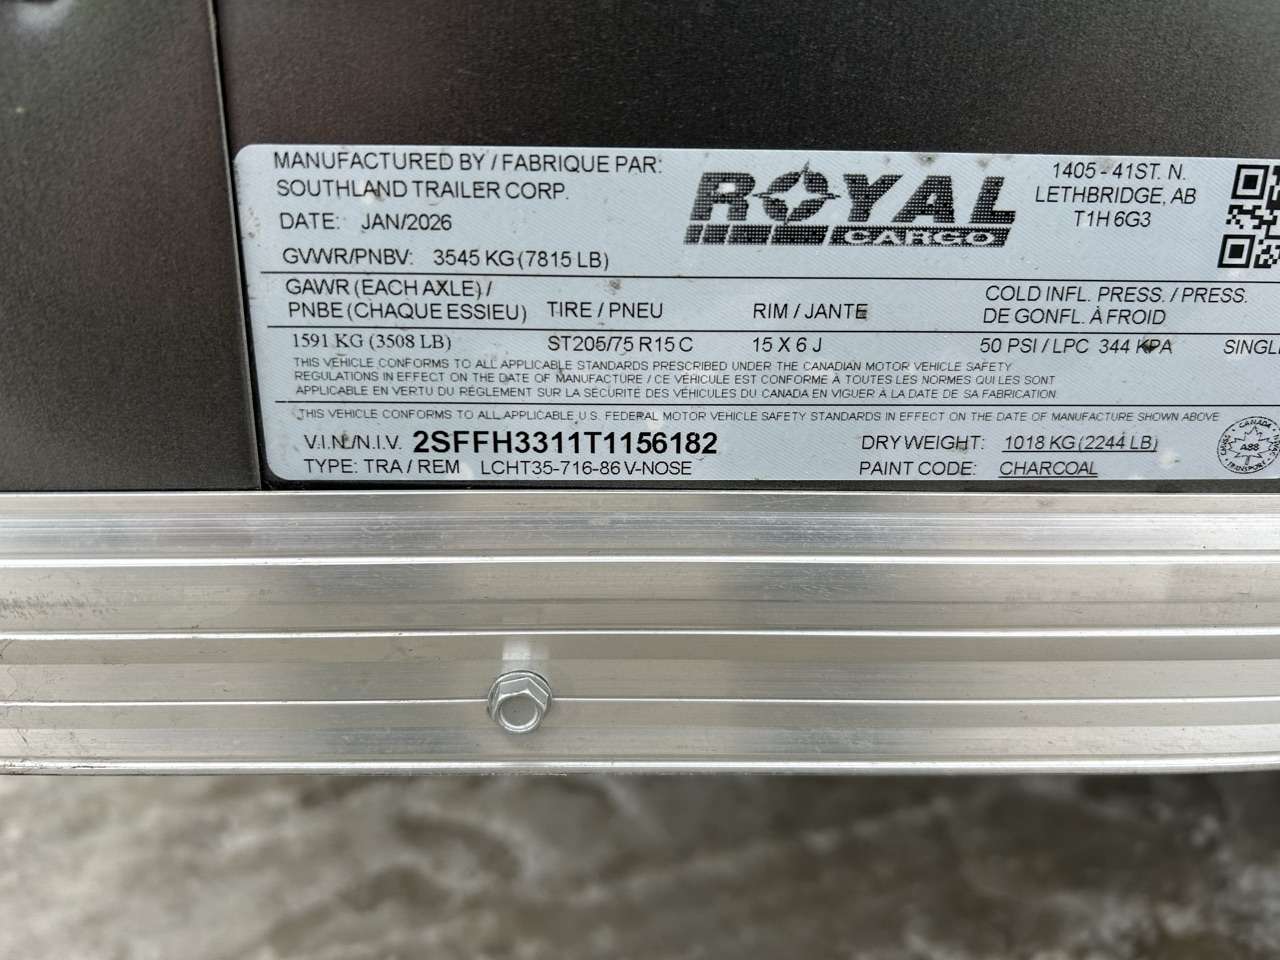 MANUFACTURED BY / FABRIQUE PAR:
SOUTHLAND TRAILER CORP.
DATE: JAN/2026
GVWR/PNBV: 3545 KG (7815 LB)
ROYAL
CARGO
1405 - 41ST. N.
LETHBRIDGE, AB
T1H 6G3
GAWR (EACH AXLE) /
PNBE (CHAQUE ESSIEU) TIRE / PNEU RIM / JANTE
COLD INFL. PRESS. / PRESS.
DE GONFL. À FROID
1591 KG (3508 LB) ST205/75 R15 C 15 X 6 J 50 PSI / LPC 344 KPA SINGLE
THIS VEHICLE CONFORMS TO ALL APPLICABLE STANDARDS PRESCRIBED UNDER THE CANADIAN MOTOR VEHICLE SAFETY
REGULATIONS IN EFFECT ON THE DATE OF MANUFACTURE / CE VÉHICULE EST CONFORME À TOUTES LES NORMES QUI LES SONT
APPLICABLE EN VERTU DU RÉGLEMENT SUR LA SÉCURITÉ DES VÉHICULES DU CANADA EN VIGUER À LA DATE DE SA FABRICATION.
THIS VEHICLE CONFORMS TO ALL APPLICABLE U.S. FEDERAL MOTOR VEHICLE SAFETY STANDARDS IN EFFECT ON THE DATE OF MANUFACTURE SHOWN ABOVE
V.I.N./N.I.V. 2SFFH3311T1156182 DRY WEIGHT: 1018 KG (2244 LB)
TYPE: TRA / REM LCHT35-716-86 V-NOSE PAINT CODE: CHARCOAL
CANADA
A88
TRANSPORT